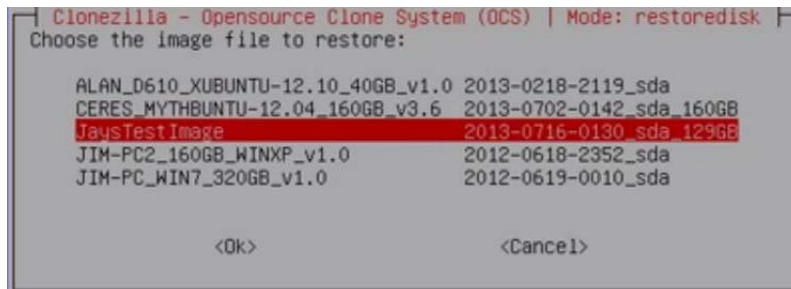 Clonezilla - Opensource Clone System (OCS) | Mode: restoredisk
Choose the image file to restore:
ALAN_D610_XUBUNTU-12.10_40GB_v1.0 2013-0218-2119_sda
CERES_MYTHBUNTU-12.04_160GB_v3.6 2013-0702-0142_sda_160GB
JaysTestImage 2013-0716-0130_sda_129GB
JIM-PC2_160GB_WINXP_v1.0 2012-0618-2352_sda
JIM-PC_WIN7_320GB_v1.0 2012-0619-0010_sda
<Ok> <Cancel>